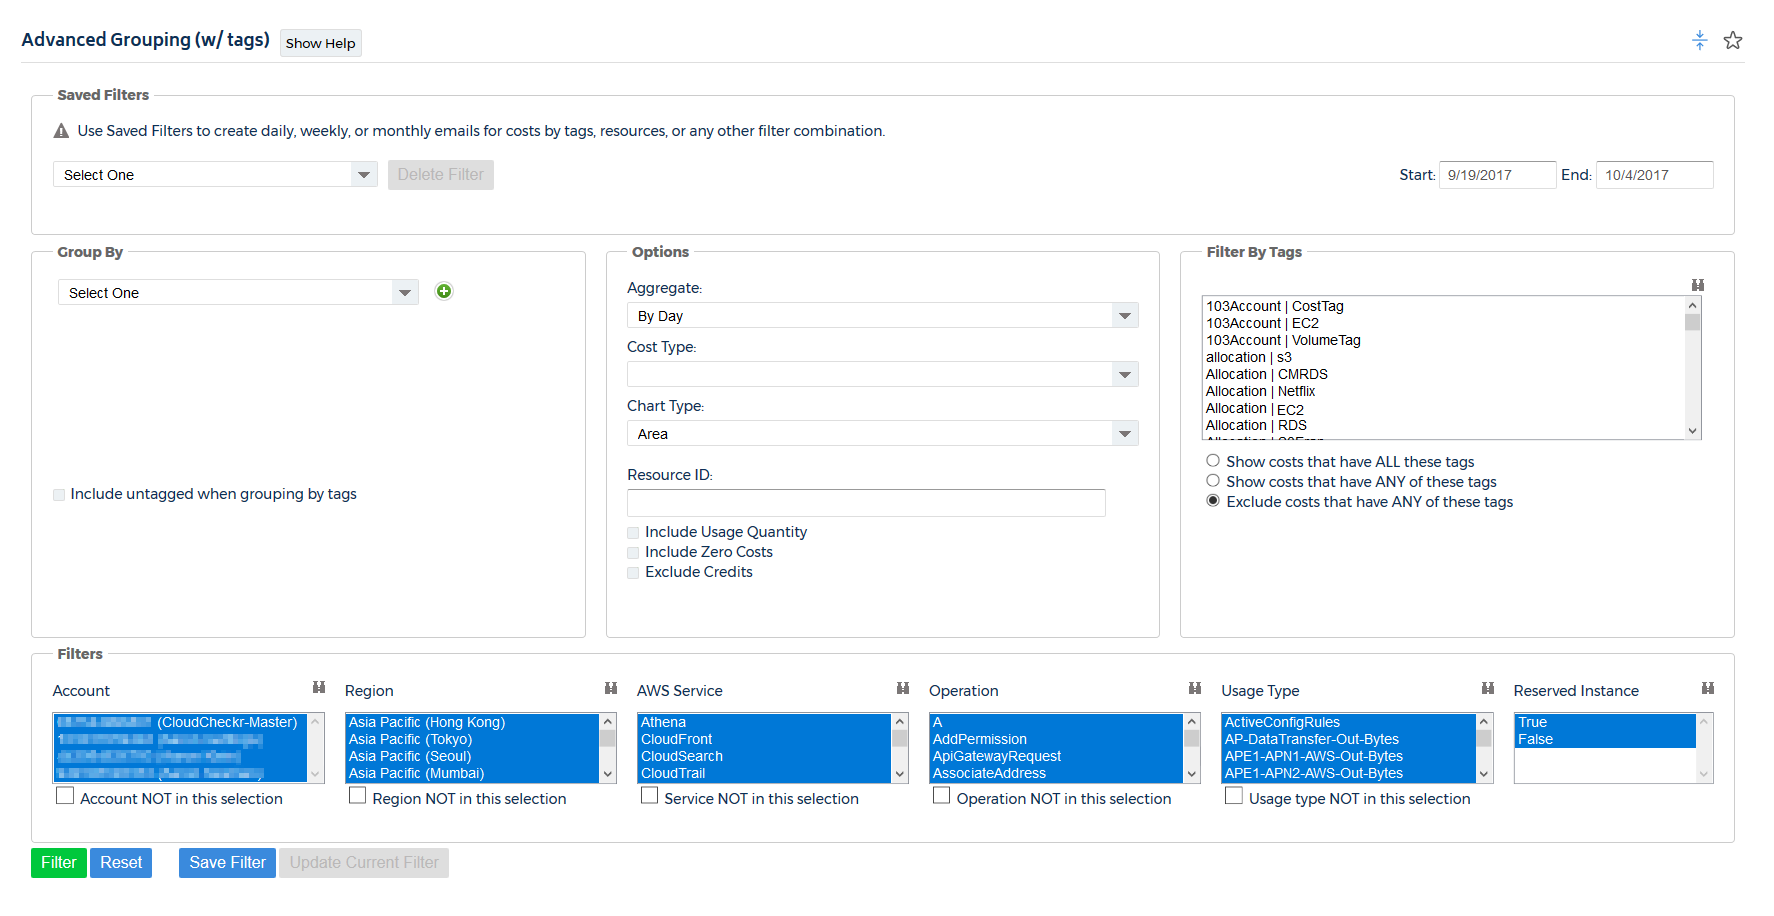 Advanced Grouping (w/ tags) Show Help
Saved Filters
Use Saved Filters to create daily, weekly, or monthly emails for costs by tags, resources, or any other filter combination.
Select One Delete Filter Start: 9/19/2017 End: 10/4/2017
Group By
Select One
Include untagged when grouping by tags
Options
Aggregate:
By Day
Cost Type:
Chart Type:
Area
Resource ID:
Include Usage Quantity
Include Zero Costs
Exclude Credits
Filter By Tags
103Account | CostTag
103Account | EC2
103Account | VolumeTag
allocation | s3
Allocation | CMRDS
Allocation | Netflix
Allocation | EC2
Allocation | RDS
Show costs that have ALL these tags
Show costs that have ANY of these tags
Exclude costs that have ANY of these tags
Filters
Account
(CloudCheckr-Master)
Account NOT in this selection
Region
Asia Pacific (Hong Kong)
Asia Pacific (Tokyo)
Asia Pacific (Seoul)
Asia Pacific (Mumbai)
Region NOT in this selection
AWS Service
Athena
CloudFront
CloudSearch
CloudTrail
Service NOT in this selection
Operation
A
AddPermission
ApiGatewayRequest
AssociateAddress
Operation NOT in this selection
Usage Type
ActiveConfigRules
AP-DataTransfer-Out-Bytes
APE1-APN1-AWS-Out-Bytes
APE1-APN2-AWS-Out-Bytes
Usage type NOT in this selection
Reserved Instance
True
False
Filter Reset Save Filter Update Current Filter